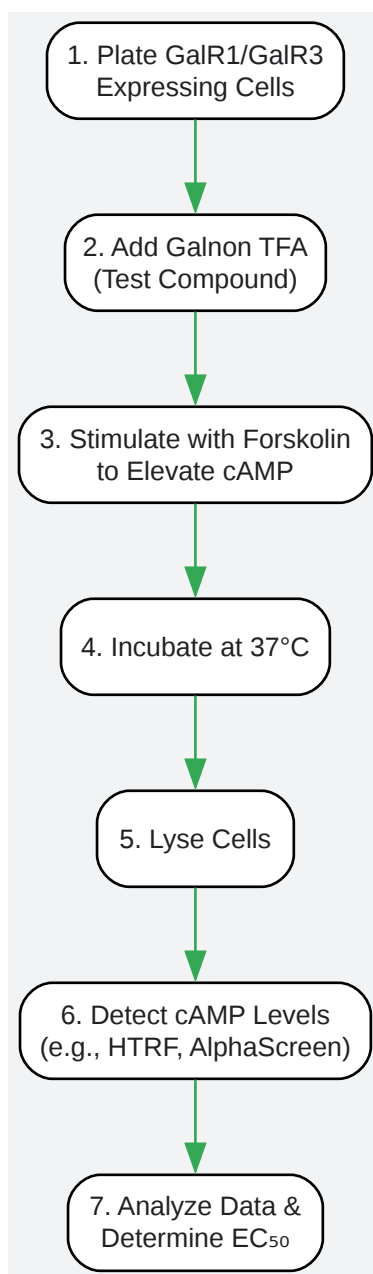 1. Plate GalR1/GalR3
Expressing Cells
2. Add Galnon TFA
(Test Compound)
3. Stimulate with Forskolin
to Elevate cAMP
4. Incubate at 37°C
5. Lyse Cells
6. Detect cAMP Levels
(e.g., HTRF, AlphaScreen)
7. Analyze Data &
Determine EC₅₀